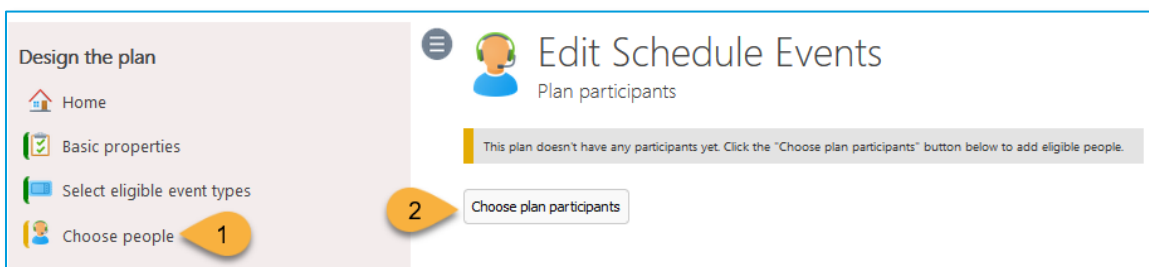 Design the plan
Home
Basic properties
Select eligible event types
Choose people
1
Edit Schedule Events
Plan participants
This plan doesn't have any participants yet. Click the "Choose plan participants" button below to add eligible people.
2
Choose plan participants